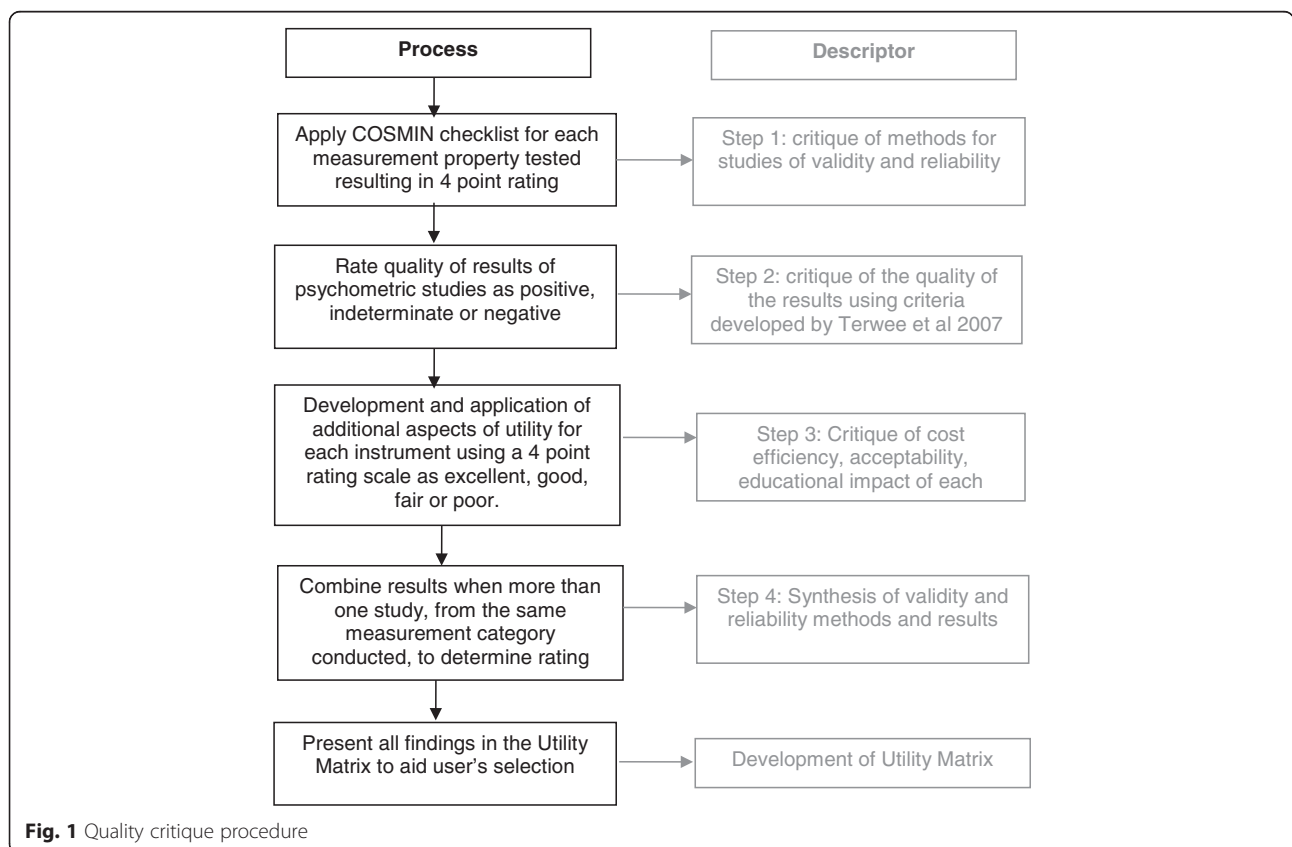 Process
Descriptor
Apply COSMIN checklist for each
measurement property tested
resulting in 4 point rating
Step 1: critique of methods for
studies of validity and reliability
Rate quality of results of
psychometric studies as positive,
indeterminate or negative
Step 2: critique of the quality of
the results using criteria
developed by Terwee et al 2007
Development and application of
additional aspects of utility for
each instrument using a 4 point
rating scale as excellent, good,
fair or poor.
Step 3: Critique of cost
efficiency, acceptability,
educational impact of each
Combine results when more than
one study, from the same
measurement category
conducted, to determine rating
Step 4: Synthesis of validity and
reliability methods and results
Present all findings in the Utility
Matrix to aid user's selection
Development of Utility Matrix
Fig. 1 Quality critique procedure